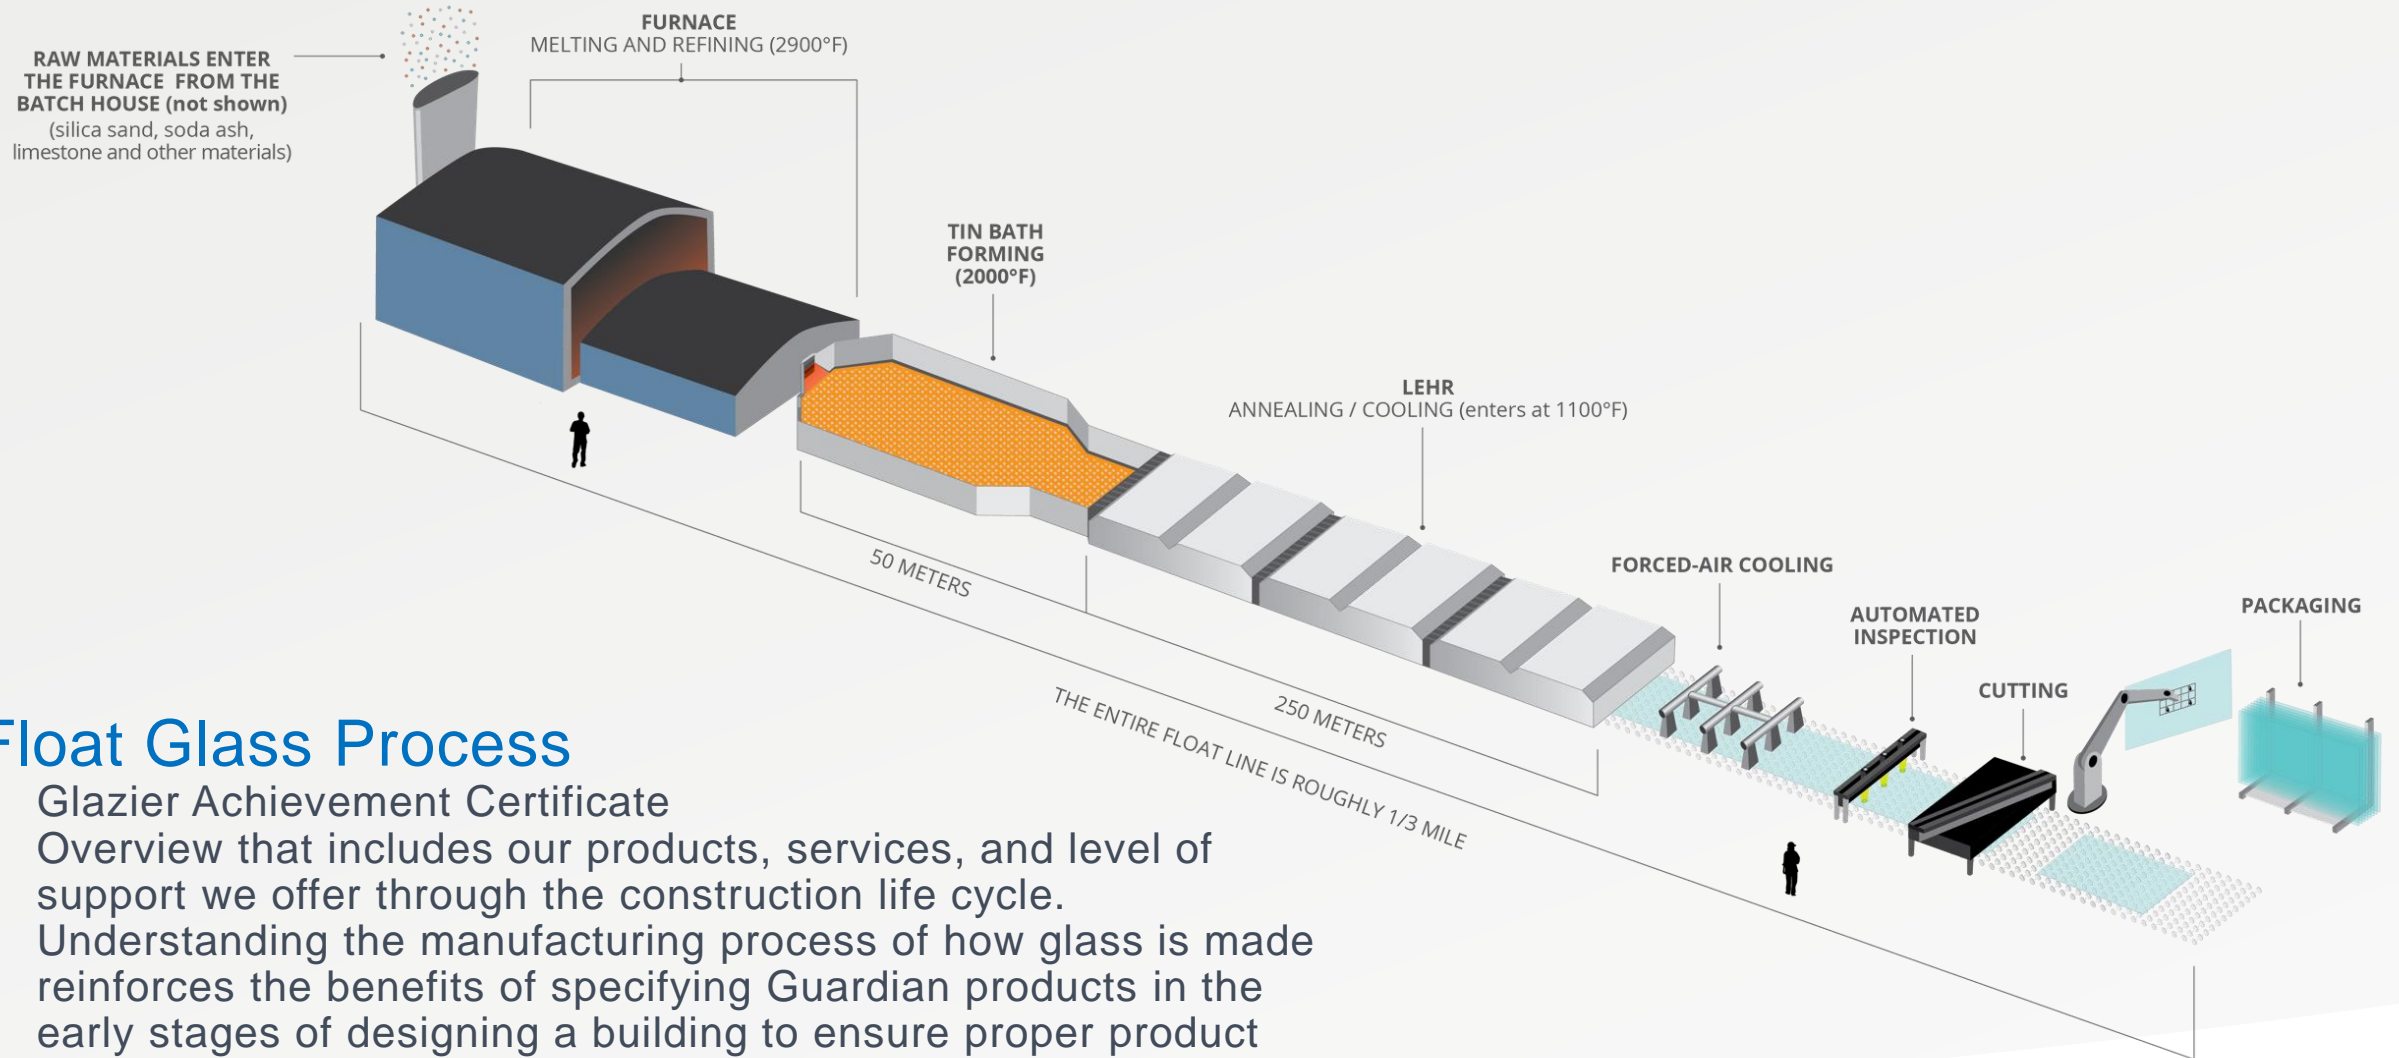 RAW MATERIALS ENTER
THE FURNACE FROM THE
BATCH HOUSE (not shown)
(silica sand, soda ash,
limestone and other materials)
FURNACE
MELTING AND REFINING (2900°F)
TIN BATH
FORMING
(2000°F)
LEHR
ANNEALING / COOLING (enters at 1100°F)
FORCED-AIR COOLING
AUTOMATED
INSPECTION
CUTTING
PACKAGING
50 METERS
250 METERS
THE ENTIRE FLOAT LINE IS ROUGHLY 1/3 MILE
Float Glass Process
Glazier Achievement Certificate
Overview that includes our products, services, and level of
support we offer through the construction life cycle.
Understanding the manufacturing process of how glass is made
reinforces the benefits of specifying Guardian products in the
early stages of designing a building to ensure proper product